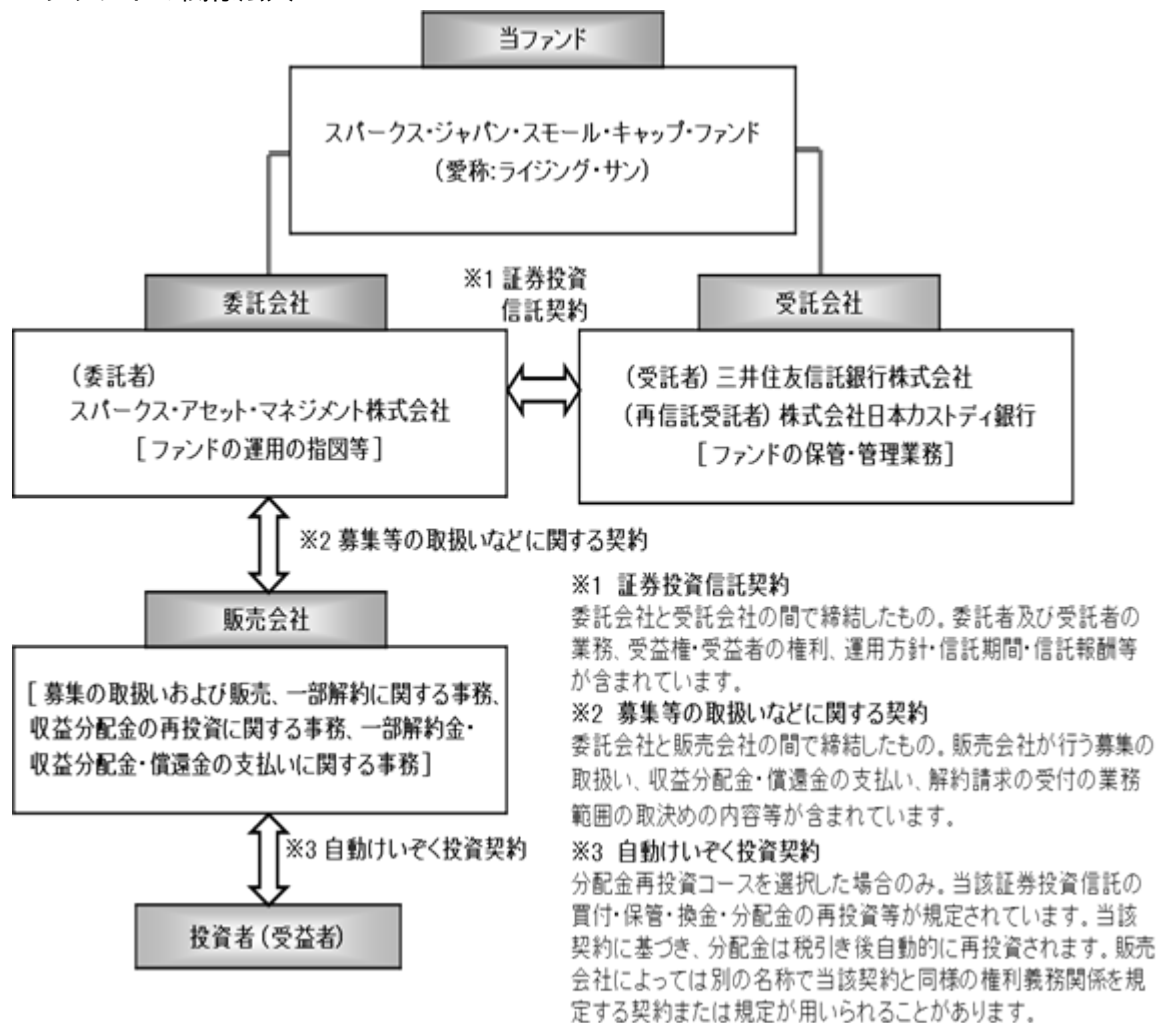 当ファンド
スパークス・ジャパン・スモール・キャップ・ファンド
(愛称:ライジング・サン)
委託会社
※1 証券投資
信託契約
受託会社
(委託者)
スパークス・アセット・マネジメント株式会社
[ファンドの運用の指図等]
(受託者) 三井住友信託銀行株式会社
(再信託受託者) 株式会社日本カストディ銀行
[ファンドの保管・管理業務]
※2 募集等の取扱いなどに関する契約
販売会社
[ 募集の取扱いおよび販売、一部解約に関する事務、
収益分配金の再投資に関する事務、一部解約金・
収益分配金・償還金の支払いに関する事務]
※3 自動けいぞく投資契約
投資者(受益者)
※1 証券投資信託契約
委託会社と受託会社の間で締結したもの。委託者及び受託者の
業務、受益権・受益者の権利、運用方針・信託期間・信託報酬等
が含まれています。
※2 募集等の取扱いなどに関する契約
委託会社と販売会社の間で締結したもの。販売会社が行う募集の
取扱い、収益分配金・償還金の支払い、解約請求の受付の業務
範囲の取決めの内容等が含まれています。
※3 自動けいぞく投資契約
分配金再投資コースを選択した場合のみ。当該証券投資信託の
買付・保管・換金・分配金の再投資等が規定されています。当該
契約に基づき、分配金は税引き後自動的に再投資されます。販売
会社によっては別の名称で当該契約と同様の権利義務関係を規
定する契約または規定が用いられることがあります。